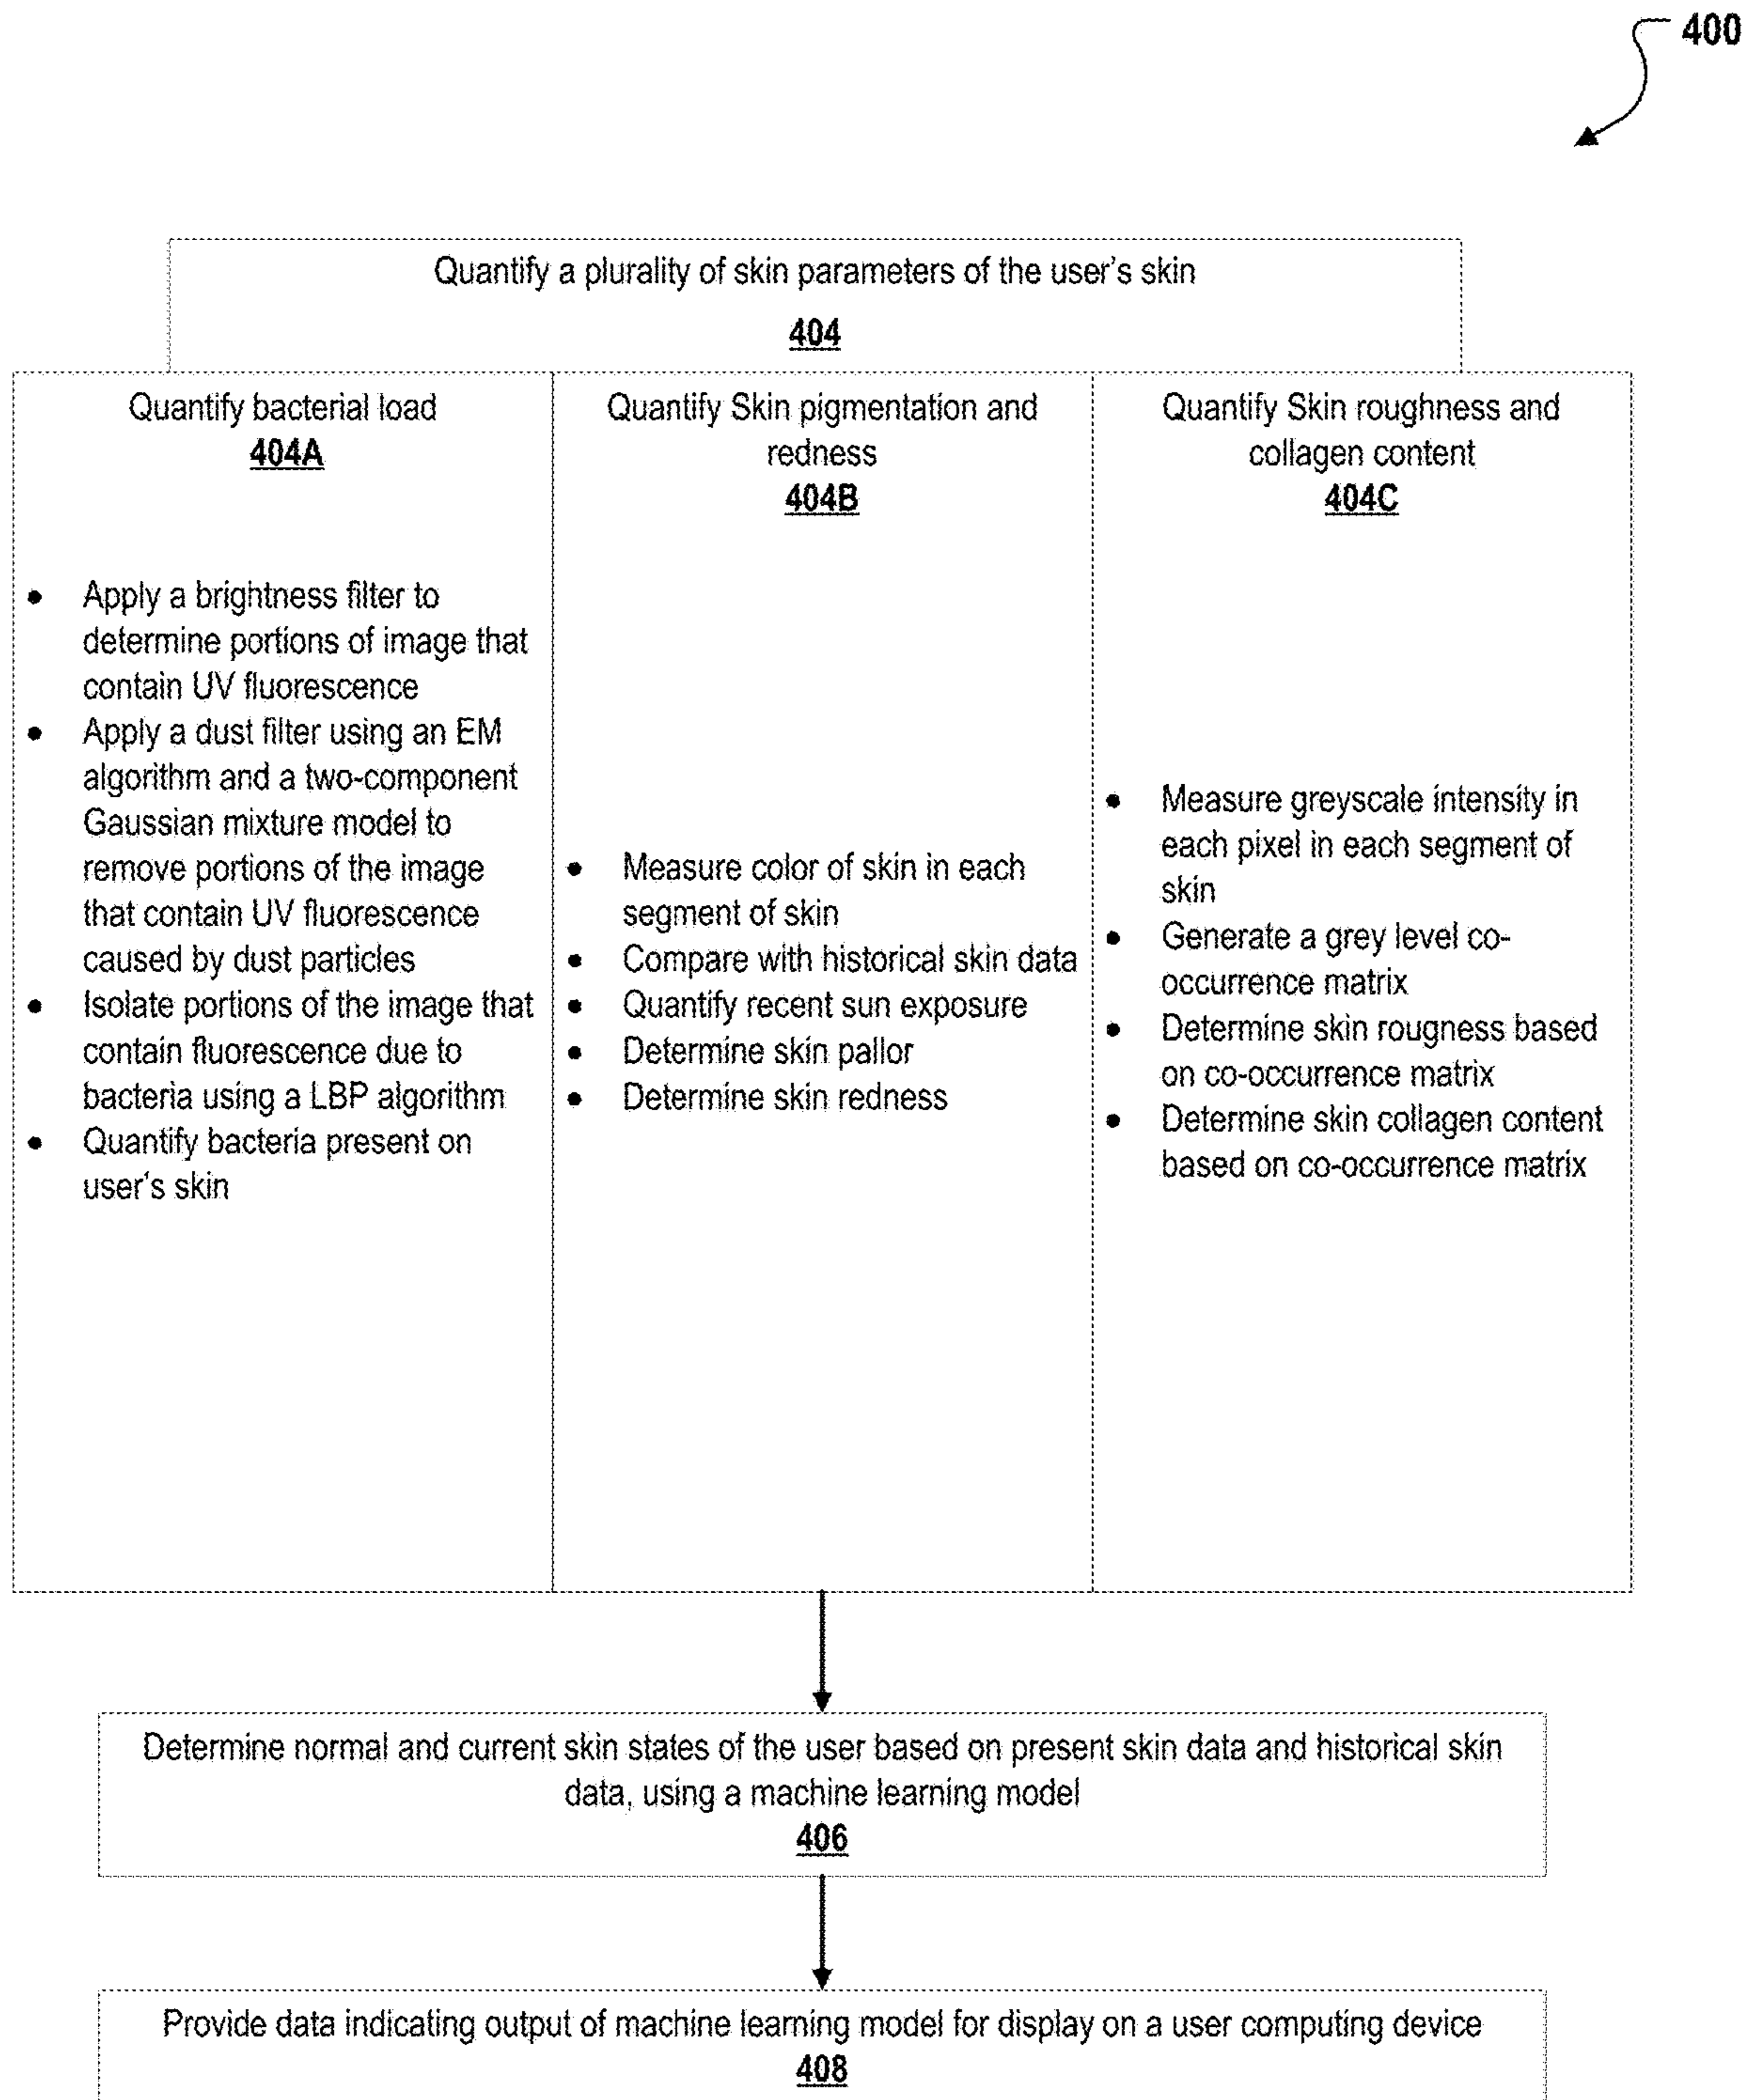 400
Quantify a plurality of skin parameters of the user's skin
404
Quantify bacterial load
404A
• Apply a brightness filter to
determine portions of image that
contain UV fluorescence
• Apply a dust filter using an EM
algorithm and a two-component
Gaussian mixture model to
remove portions of the image
that contain UV fluorescence
caused by dust particles
• Isolate portions of the image that
contain fluorescence due to
bacteria using a LBP algorithm
• Quantify bacteria present on
user's skin
Quantify Skin pigmentation and
redness
404B
• Measure color of skin in each
segment of skin
• Compare with historical skin data
• Quantify recent sun exposure
• Determine skin pallor
• Determine skin redness
Quantify Skin roughness and
collagen content
404C
• Measure greyscale intensity in
each pixel in each segment of
skin
• Generate a grey level co-
occurrence matrix
• Determine skin rougness based
on co-occurrence matrix
• Determine skin collagen content
based on co-occurrence matrix
Determine normal and current skin states of the user based on present skin data and historical skin
data, using a machine learning model
406
Provide data indicating output of machine learning model for display on a user computing device
408